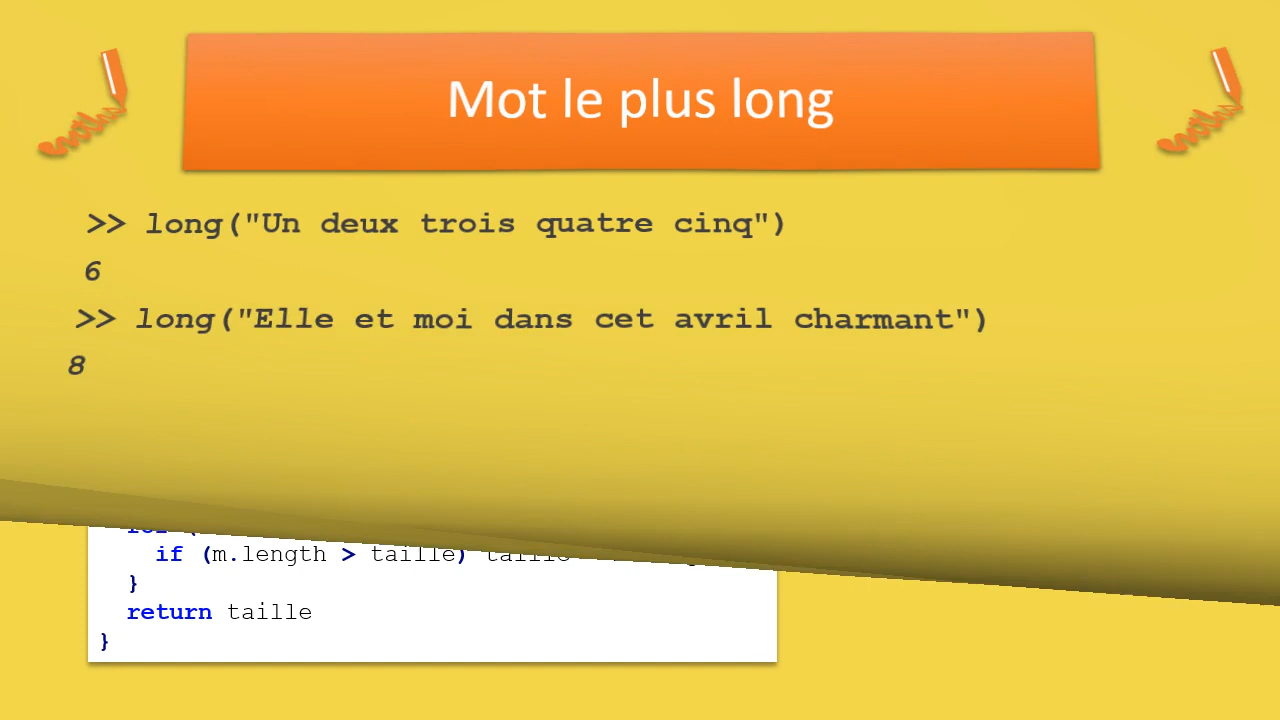 Mot le plus long
>> long("Un deux trois quatre cinq")
6
>> long("Elle et moi dans cet avril charmant")
8
if (m.length > taille) taille
}
return taille
}